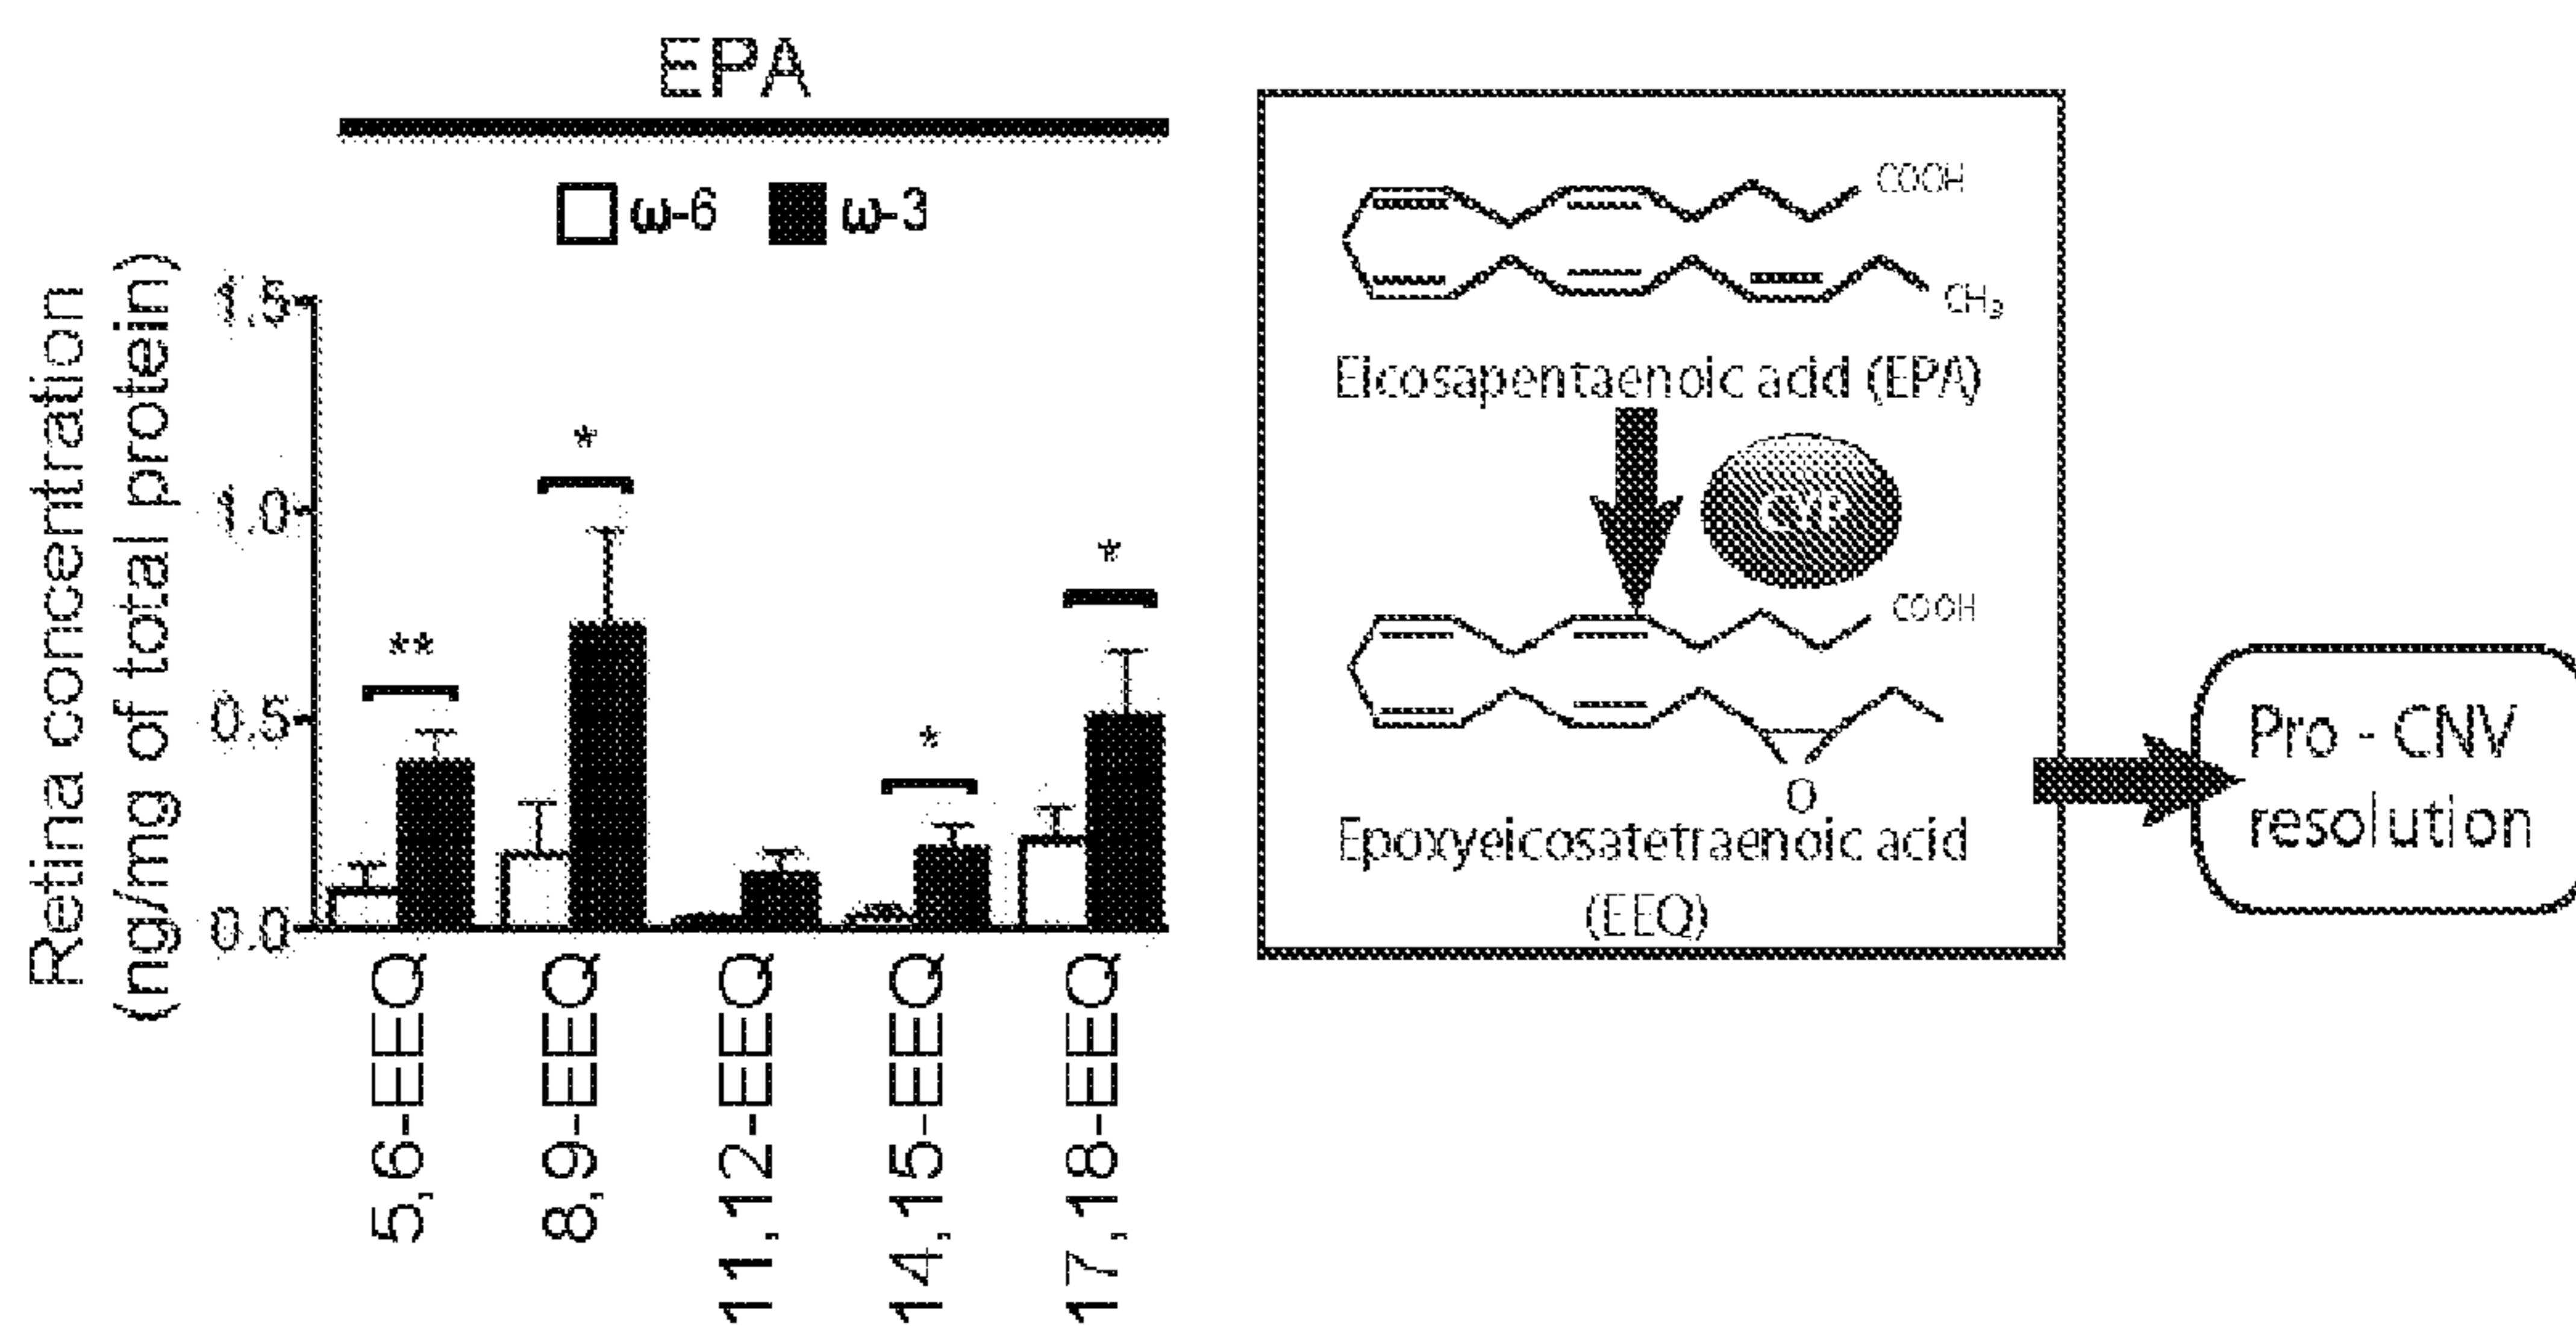 EPA
ω-6
ω-3
Retina concentration
(ng/mg of total protein)
1.5
1.0
0.5
0.0
**
*
*
*
5,6-EEQ
8,9-EEQ
11,12-EEQ
14,15-EEQ
17,18-EEQ
COOH
CH3
Eicosapentaenoic acid (EPA)
CYP
COOH
O
Epoxyeicosatetraenoic acid
(EEQ)
Pro - CNV
resolution